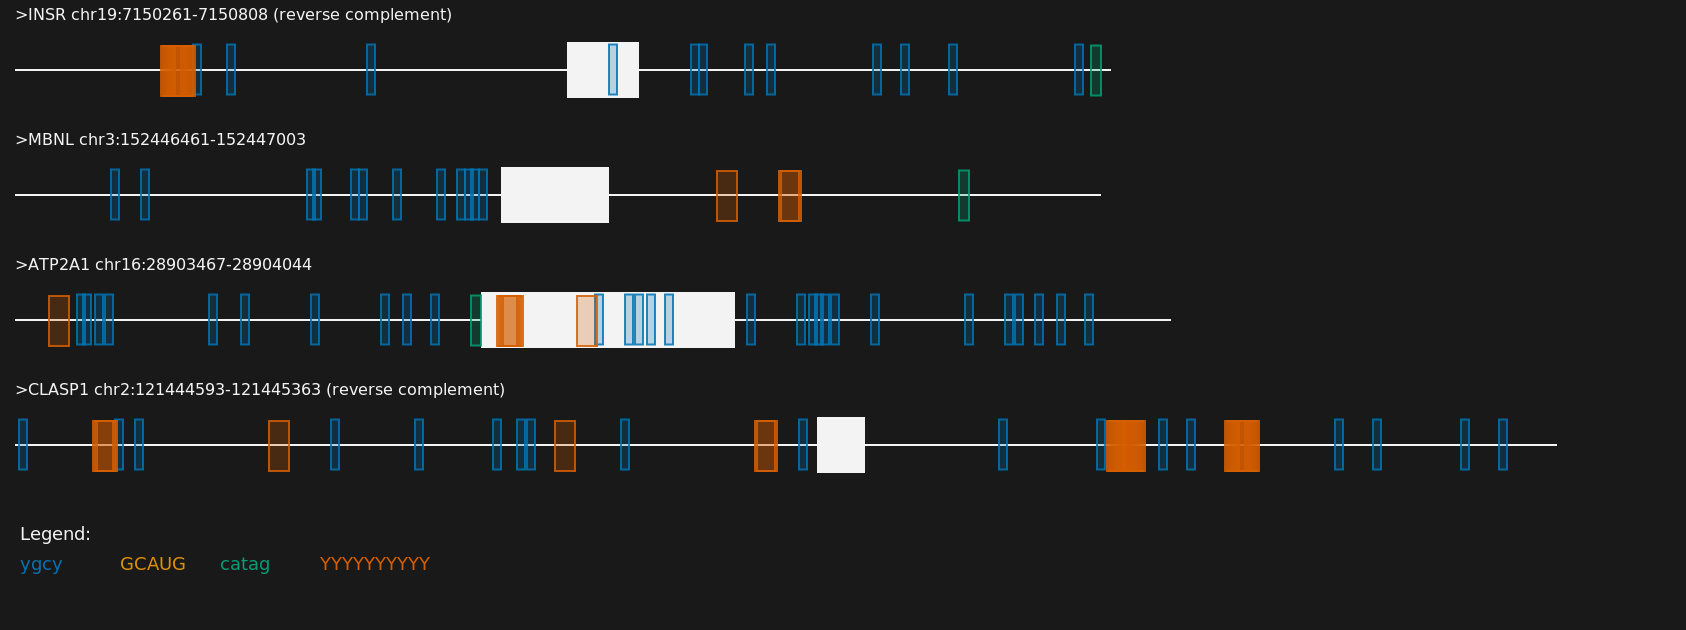 >INSR chr19:7150261-7150808 (reverse complement)
>MBNL chr3:152446461-152447003
>ATP2A1 chr16:28903467-28904044
>CLASP1 chr2:121444593-121445363 (reverse complement)
Legend:
ygcy GCAUG catag YYYYYYYYYY